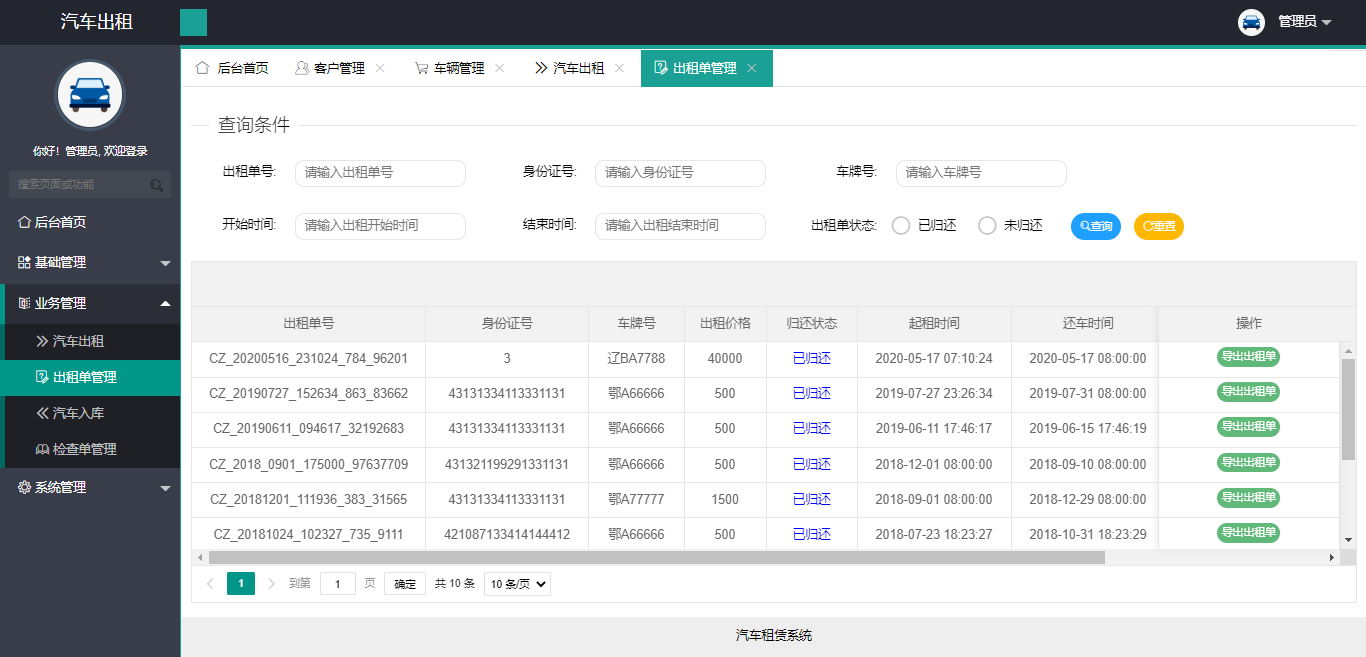 汽车出租
管理员
你好！管理员, 欢迎登录
搜索页面或功能
后台首页
基础管理
业务管理
汽车出租
出租单管理
汽车入库
检查单管理
系统管理
后台首页 客户管理 车辆管理 汽车出租 出租单管理
查询条件
出租单号: 请输入出租单号 身份证号: 请输入身份证号 车牌号: 请输入车牌号
开始时间: 请输入出租开始时间 结束时间: 请输入出租结束时间 出租单状态: 已归还 未归还 查询 重置
出租单号 身份证号 车牌号 出租价格 归还状态 起租时间 还车时间 操作
CZ_20200516_231024_784_96201 3 辽BA7788 40000 已归还 2020-05-17 07:10:24 2020-05-17 08:00:00 导出出租单
CZ_20190727_152634_863_83662 43131334113331131 鄂A66666 500 已归还 2019-07-27 23:26:34 2019-07-31 08:00:00 导出出租单
CZ_20190611_094617_32192683 43131334113331131 鄂A66666 500 已归还 2019-06-11 17:46:17 2019-06-15 17:46:19 导出出租单
CZ_2018_0901_175000_97637709 431321199291331131 鄂A66666 500 已归还 2018-12-01 08:00:00 2018-09-10 08:00:00 导出出租单
CZ_20181201_111936_383_31565 43131334113331131 鄂A77777 1500 已归还 2018-09-01 08:00:00 2018-12-29 08:00:00 导出出租单
CZ_20181024_102327_735_9111 421087133414144412 鄂A66666 500 已归还 2018-07-23 18:23:27 2018-10-31 18:23:29 导出出租单
1 到第 1 页 确定 共 10 条 10 条/页
汽车租赁系统